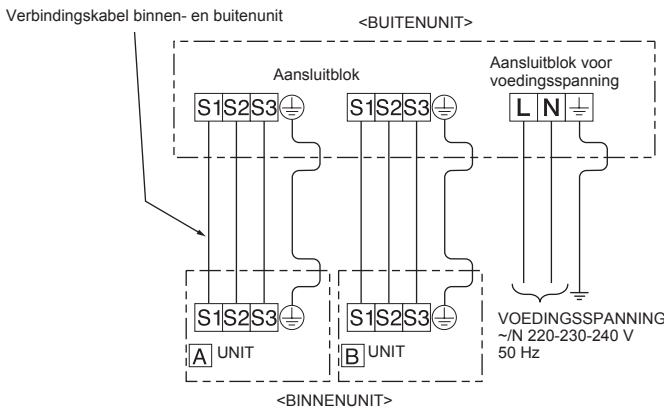 Verbindingskabel binnen- en buitenunit
<BUITENUNIT>
Aansluitblok
Aansluitblok voor
voedingsspanning
S1 S2 S3
S1 S2 S3
L N
S1 S2 S3
S1 S2 S3
A UNIT
B UNIT
VOEDINGSSPANNING
~/N 220-230-240 V
50 Hz
<BINNENUNIT>